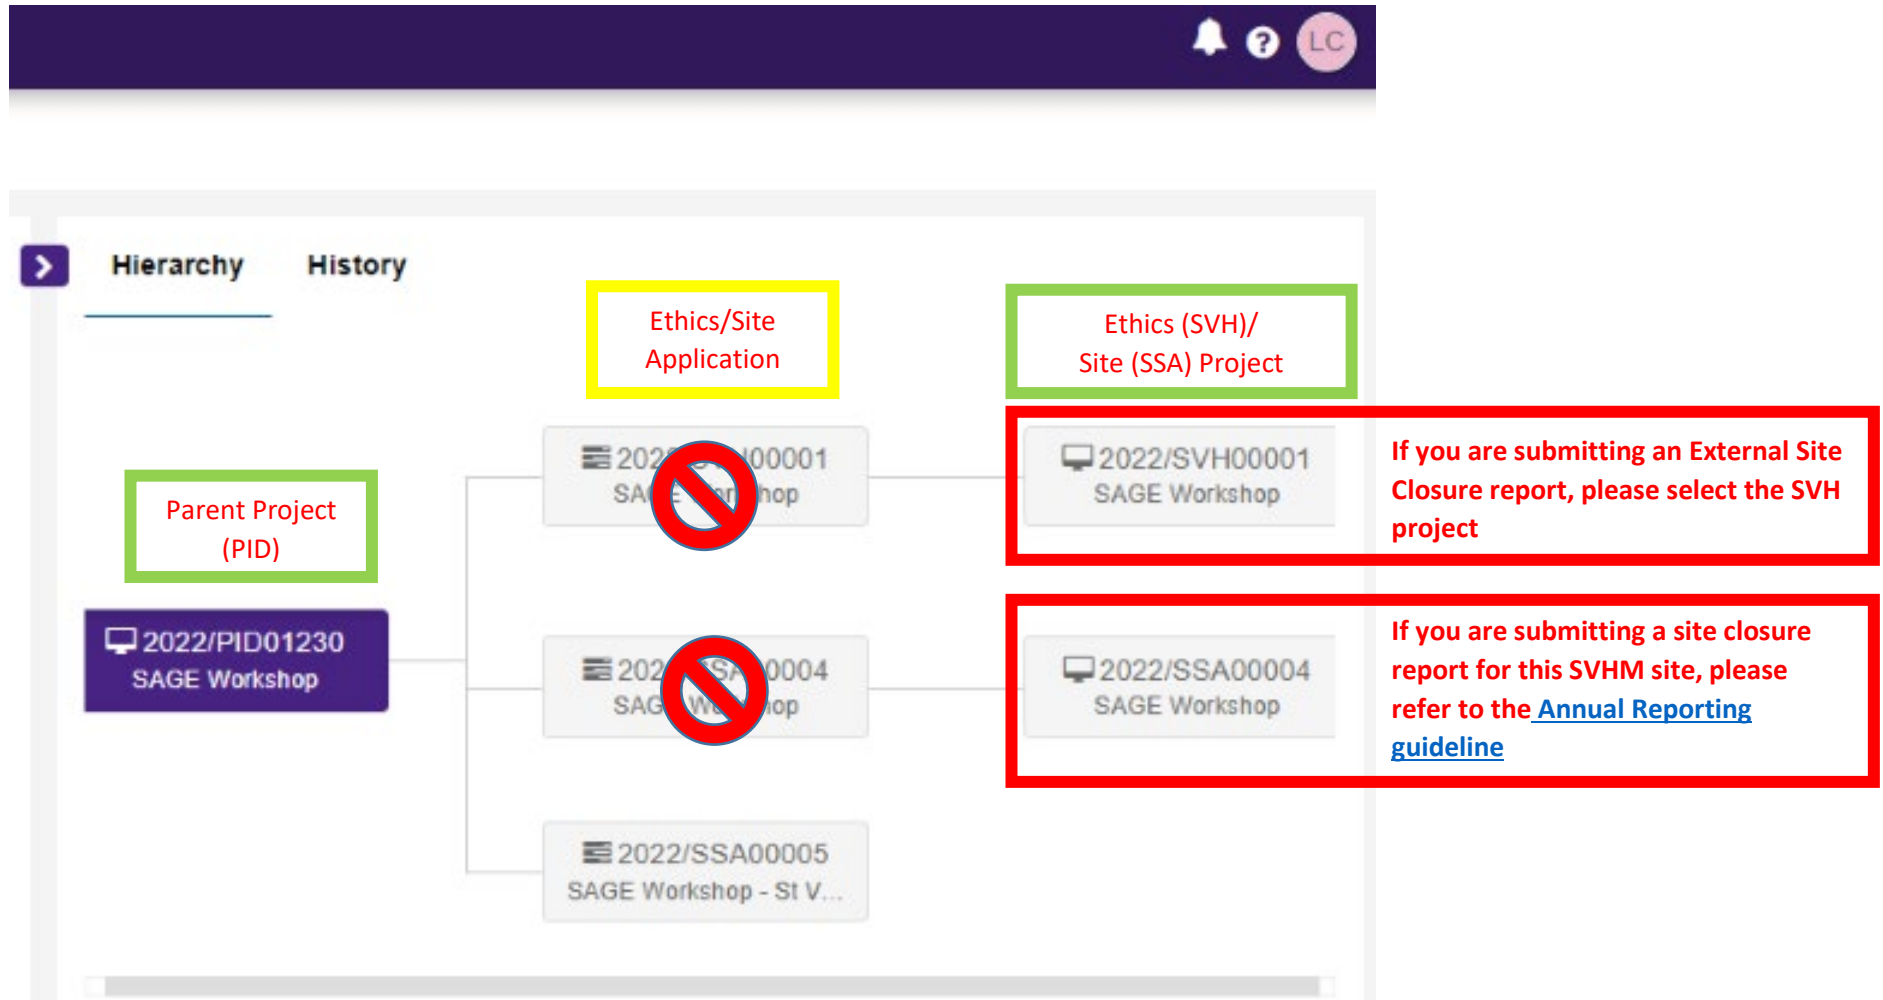 LC
Hierarchy History
Ethics/Site
Application
Ethics (SVH)/
Site (SSA) Project
Parent Project
(PID)
2022/PID01230
SAGE Workshop
00001
2022/SVH00001
SAGE Workshop
If you are submitting an External Site
Closure report, please select the SVH
project
0004
2022/SSA00004
SAGE Workshop
If you are submitting a site closure
report for this SVHM site, please
refer to the Annual Reporting
guideline
2022/SSA00005
SAGE Workshop - St V...